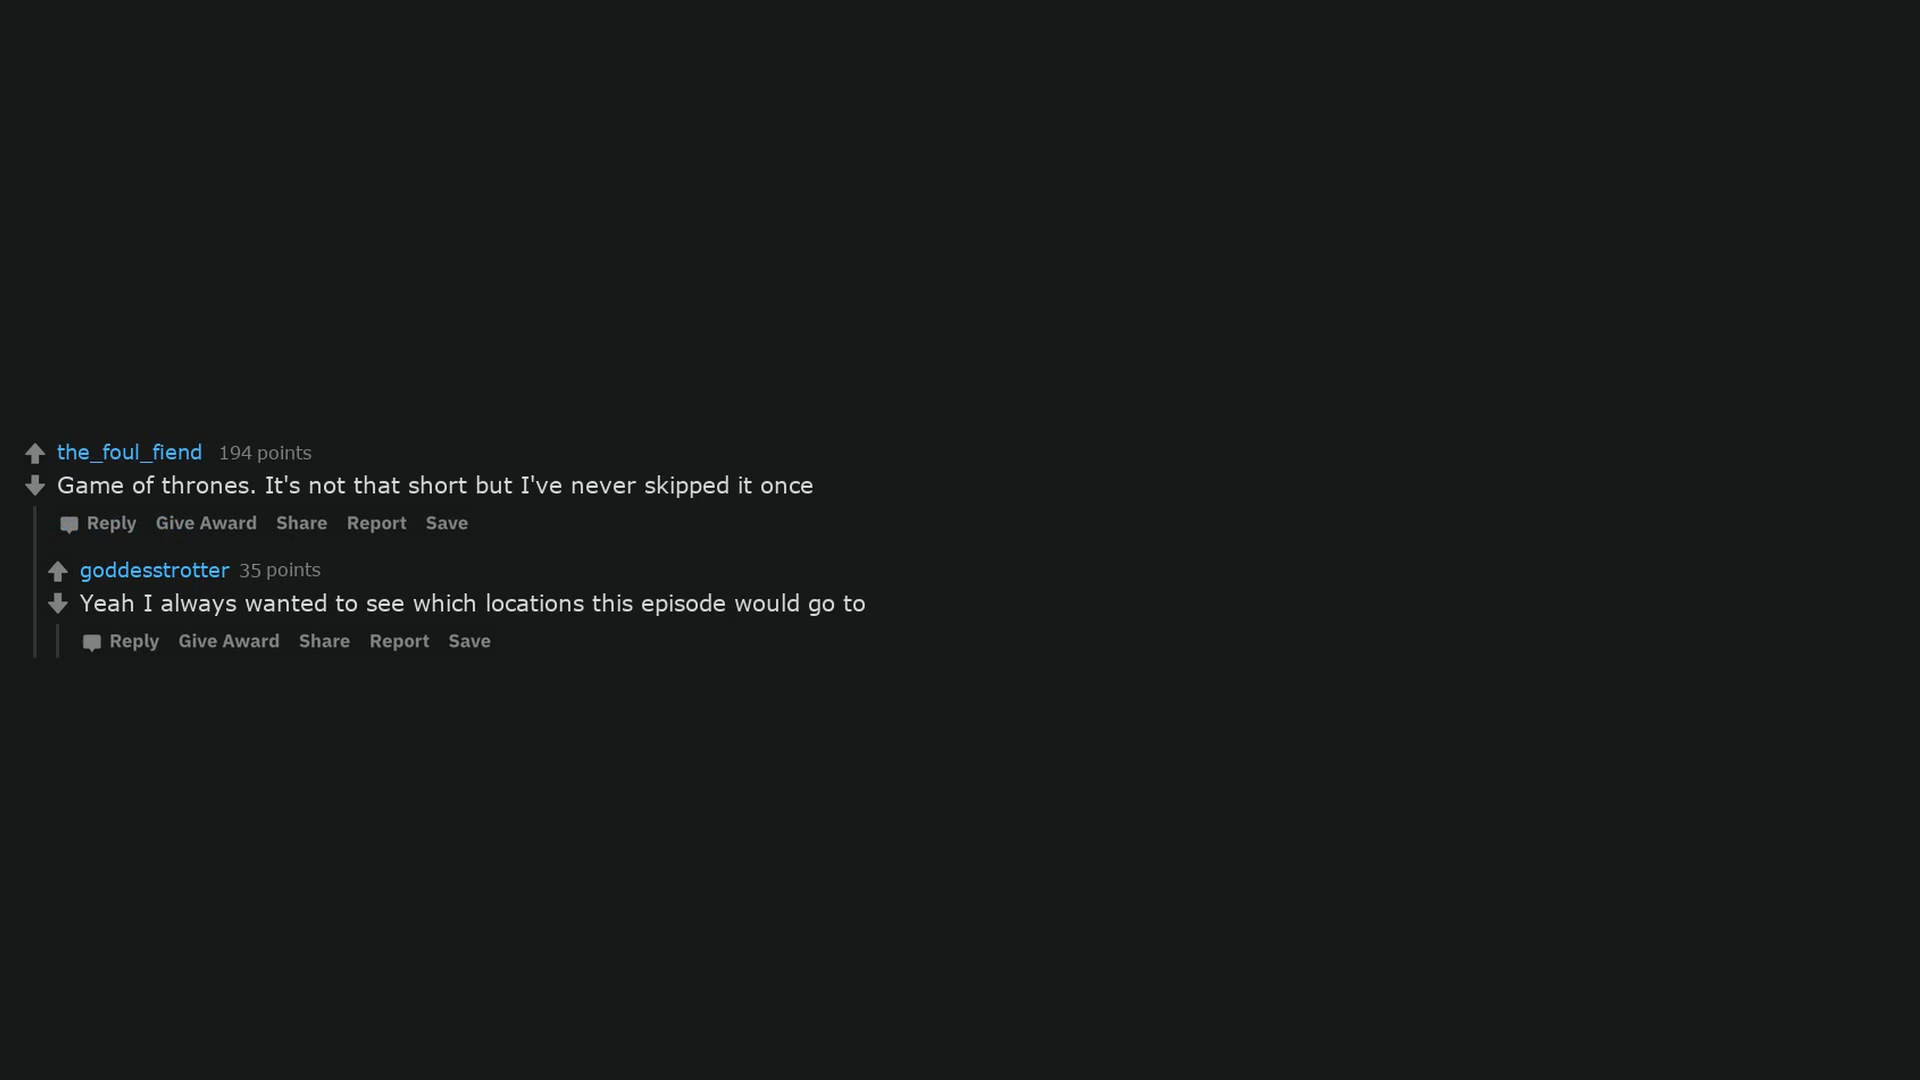 the_foul_fiend 194 points
Game of thrones. It's not that short but I've never skipped it once
Reply Give Award Share Report Save
goddesstrotter 35 points
Yeah I always wanted to see which locations this episode would go to
Reply Give Award Share Report Save